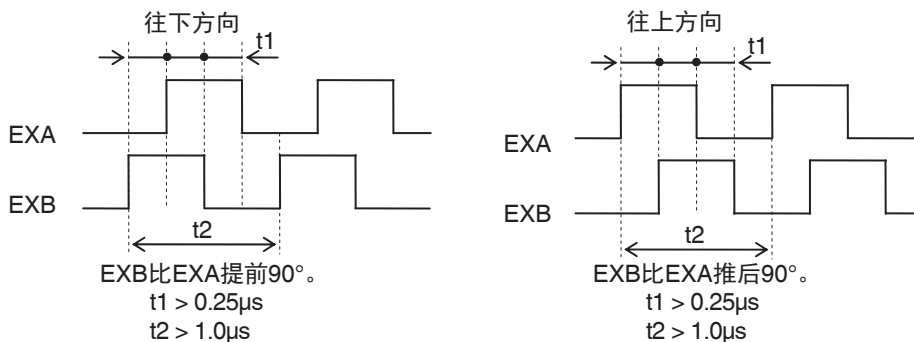 往下方向
t1
EXA
EXB
t2
EXB比EXA提前90°。
t1 > 0.25µs
t2 > 1.0µs
往上方向
t1
EXA
EXB
t2
EXB比EXA推后90°。
t1 > 0.25µs
t2 > 1.0µs